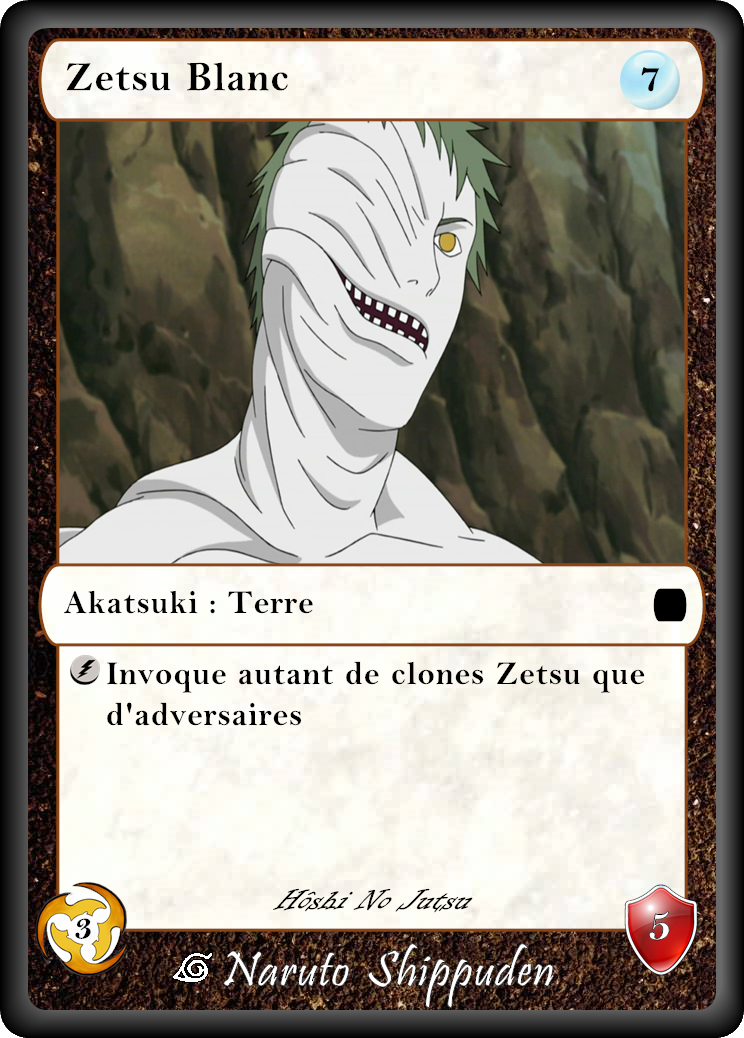 Zetsu Blanc
7
Akatsuki : Terre
Invoque autant de clones Zetsu que
d'adversaires
Hôshi No Jutsu
3
5
Naruto Shippuden